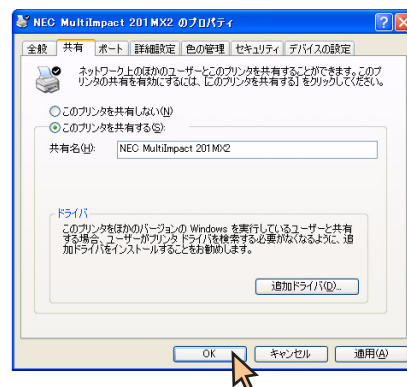 NEC MultiImpact 201MX2 のプロパティ
全般 共有 ポート 詳細設定 色の管理 セキュリティ デバイスの設定
ネットワーク上のほかのユーザーとこのプリンタを共有することができます。このプ
リンタの共有を有効にするには、[このプリンタを共有する] をクリックしてください。
このプリンタを共有しない(N)
このプリンタを共有する(S):
共有名(H): NEC MultiImpact 201MX2
ドライバ
このプリンタをほかのバージョンの Windows を実行しているユーザーと共有
する場合、ユーザーがプリンタ ドライバを検索する必要がなくなるように、追
加ドライバをインストールすることをお勧めします。
追加ドライバ(D)...
OK キャンセル 適用(A)